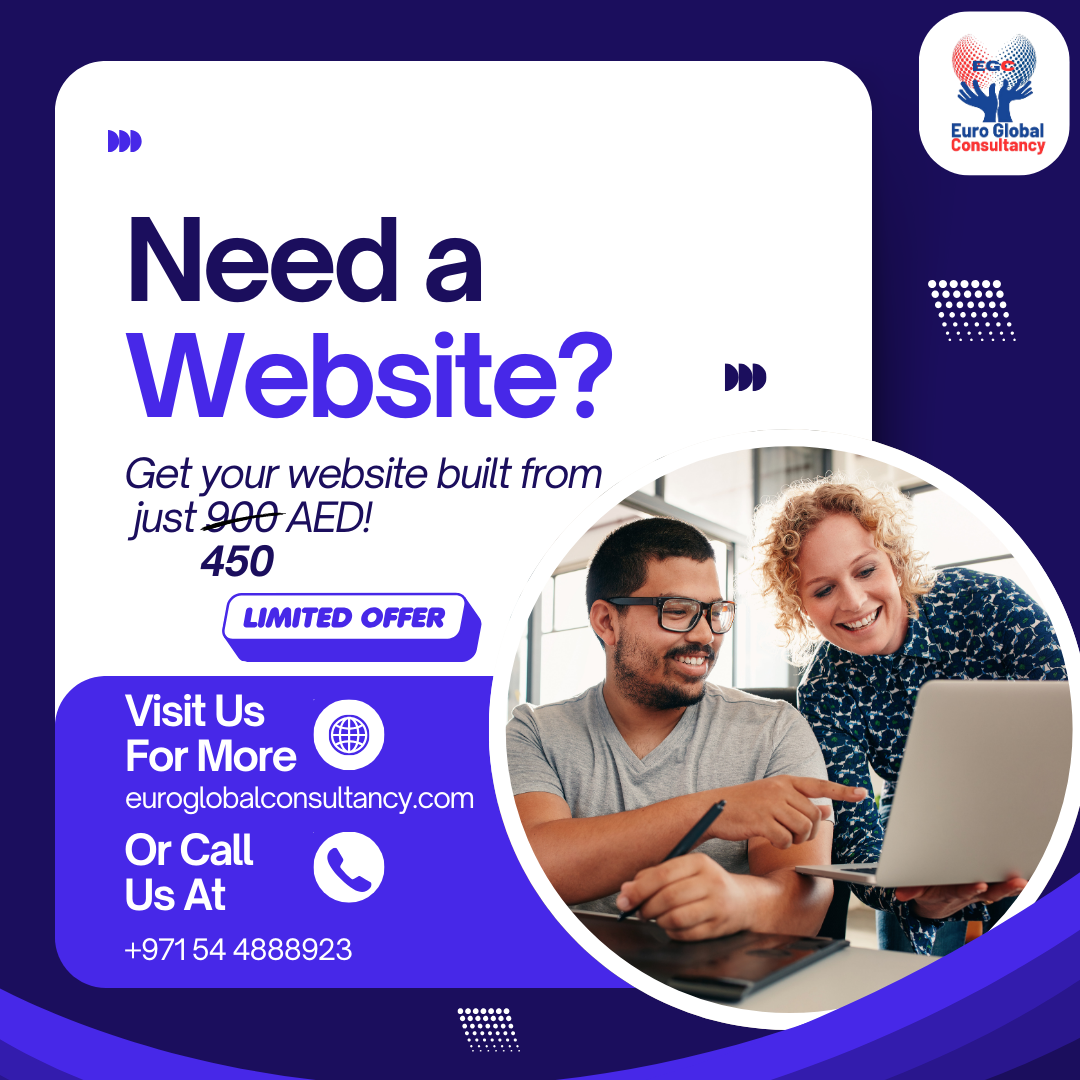 EGC
Euro Global
Consultancy
Need a
Website?
Get your website built from
just 900 AED!
450
LIMITED OFFER
Visit Us
For More
euroglobalconsultancy.com
Or Call
Us At
+971 54 4888923